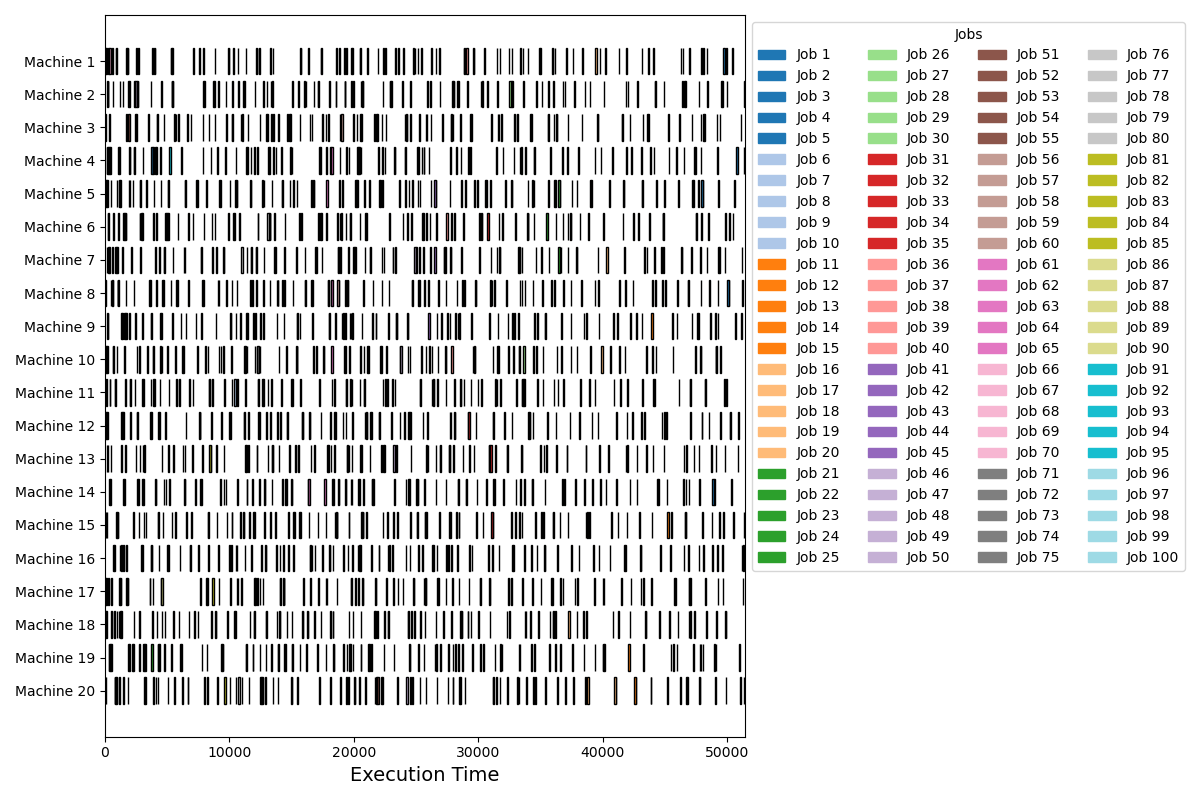 Jobs
Machine 1
Machine 2
Machine 3
Machine 4
Machine 5
Machine 6
Machine 7
Machine 8
Machine 9
Machine 10
Machine 11
Machine 12
Machine 13
Machine 14
Machine 15
Machine 16
Machine 17
Machine 18
Machine 19
Machine 20
0 10000 20000 30000 40000 50000
Execution Time
Job 1 Job 26 Job 51 Job 76
Job 2 Job 27 Job 52 Job 77
Job 3 Job 28 Job 53 Job 78
Job 4 Job 29 Job 54 Job 79
Job 5 Job 30 Job 55 Job 80
Job 6 Job 31 Job 56 Job 81
Job 7 Job 32 Job 57 Job 82
Job 8 Job 33 Job 58 Job 83
Job 9 Job 34 Job 59 Job 84
Job 10 Job 35 Job 60 Job 85
Job 11 Job 36 Job 61 Job 86
Job 12 Job 37 Job 62 Job 87
Job 13 Job 38 Job 63 Job 88
Job 14 Job 39 Job 64 Job 89
Job 15 Job 40 Job 65 Job 90
Job 16 Job 41 Job 66 Job 91
Job 17 Job 42 Job 67 Job 92
Job 18 Job 43 Job 68 Job 93
Job 19 Job 44 Job 69 Job 94
Job 20 Job 45 Job 70 Job 95
Job 21 Job 46 Job 71 Job 96
Job 22 Job 47 Job 72 Job 97
Job 23 Job 48 Job 73 Job 98
Job 24 Job 49 Job 74 Job 99
Job 25 Job 50 Job 75 Job 100